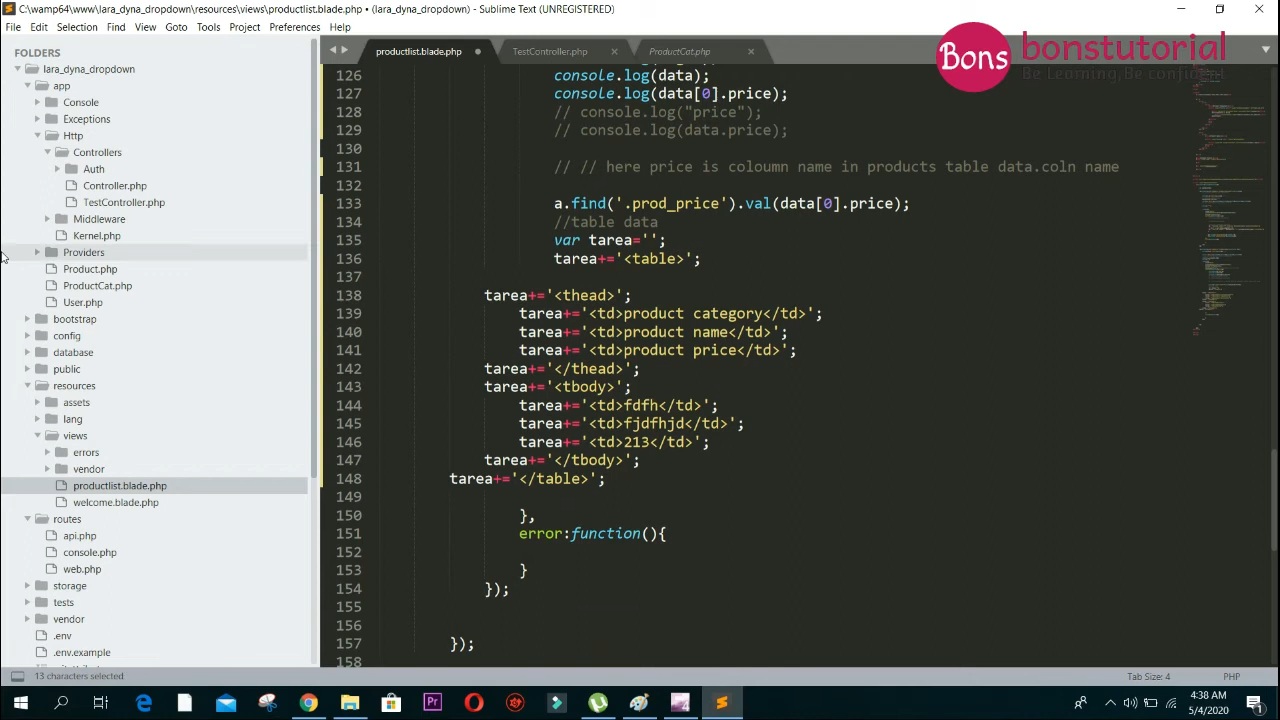 C:\wamp64\www\lara_dyna_dropdown\resources\views\productlist.blade.php • (lara_dyna_dropdown) - Sublime Text (UNREGISTERED)
File Edit Selection Find View Goto Tools Project Preferences Help
FOLDERS
lara_dyna_dropdown
app
Console
Exceptions
Http
Controllers
Auth
Controller.php
TestController.php
Middleware
Kernel.php
Providers
Product.php
ProductCat.php
User.php
bootstrap
config
database
public
resources
assets
lang
views
errors
vendor
productlist.blade.php
welcome.blade.php
routes
api.php
console.php
web.php
storage
tests
vendor
.env
.env.example
productlist.blade.php TestController.php ProductCat.php
Bons bonstutorial
Be Learning,Be confident
126 console.log(data);
127 console.log(data[0].price);
128 // console.log("price");
129 // console.log(data.price);
130
131 // // here price is coloumn name in products table data.coln name
132
133 a.find('.prod_price').val(data[0].price);
134 //table data
135 var tarea='';
136 tarea+='<table>';
137
138 tarea+='<thead>';
139 tarea+='<td>product category</td>';
140 tarea+='<td>product name</td>';
141 tarea+='<td>product price</td>';
142 tarea+='</thead>';
143 tarea+='<tbody>';
144 tarea+='<td>fdfh</td>';
145 tarea+='<td>fjdfhjd</td>';
146 tarea+='<td>213</td>';
147 tarea+='</tbody>';
148 tarea+='</table>';
149
150 },
151 error:function(){
152
153 }
154 });
155
156
157 });
158
13 characters selected Tab Size: 4 PHP
Pr
4:38 AM
5/4/2020